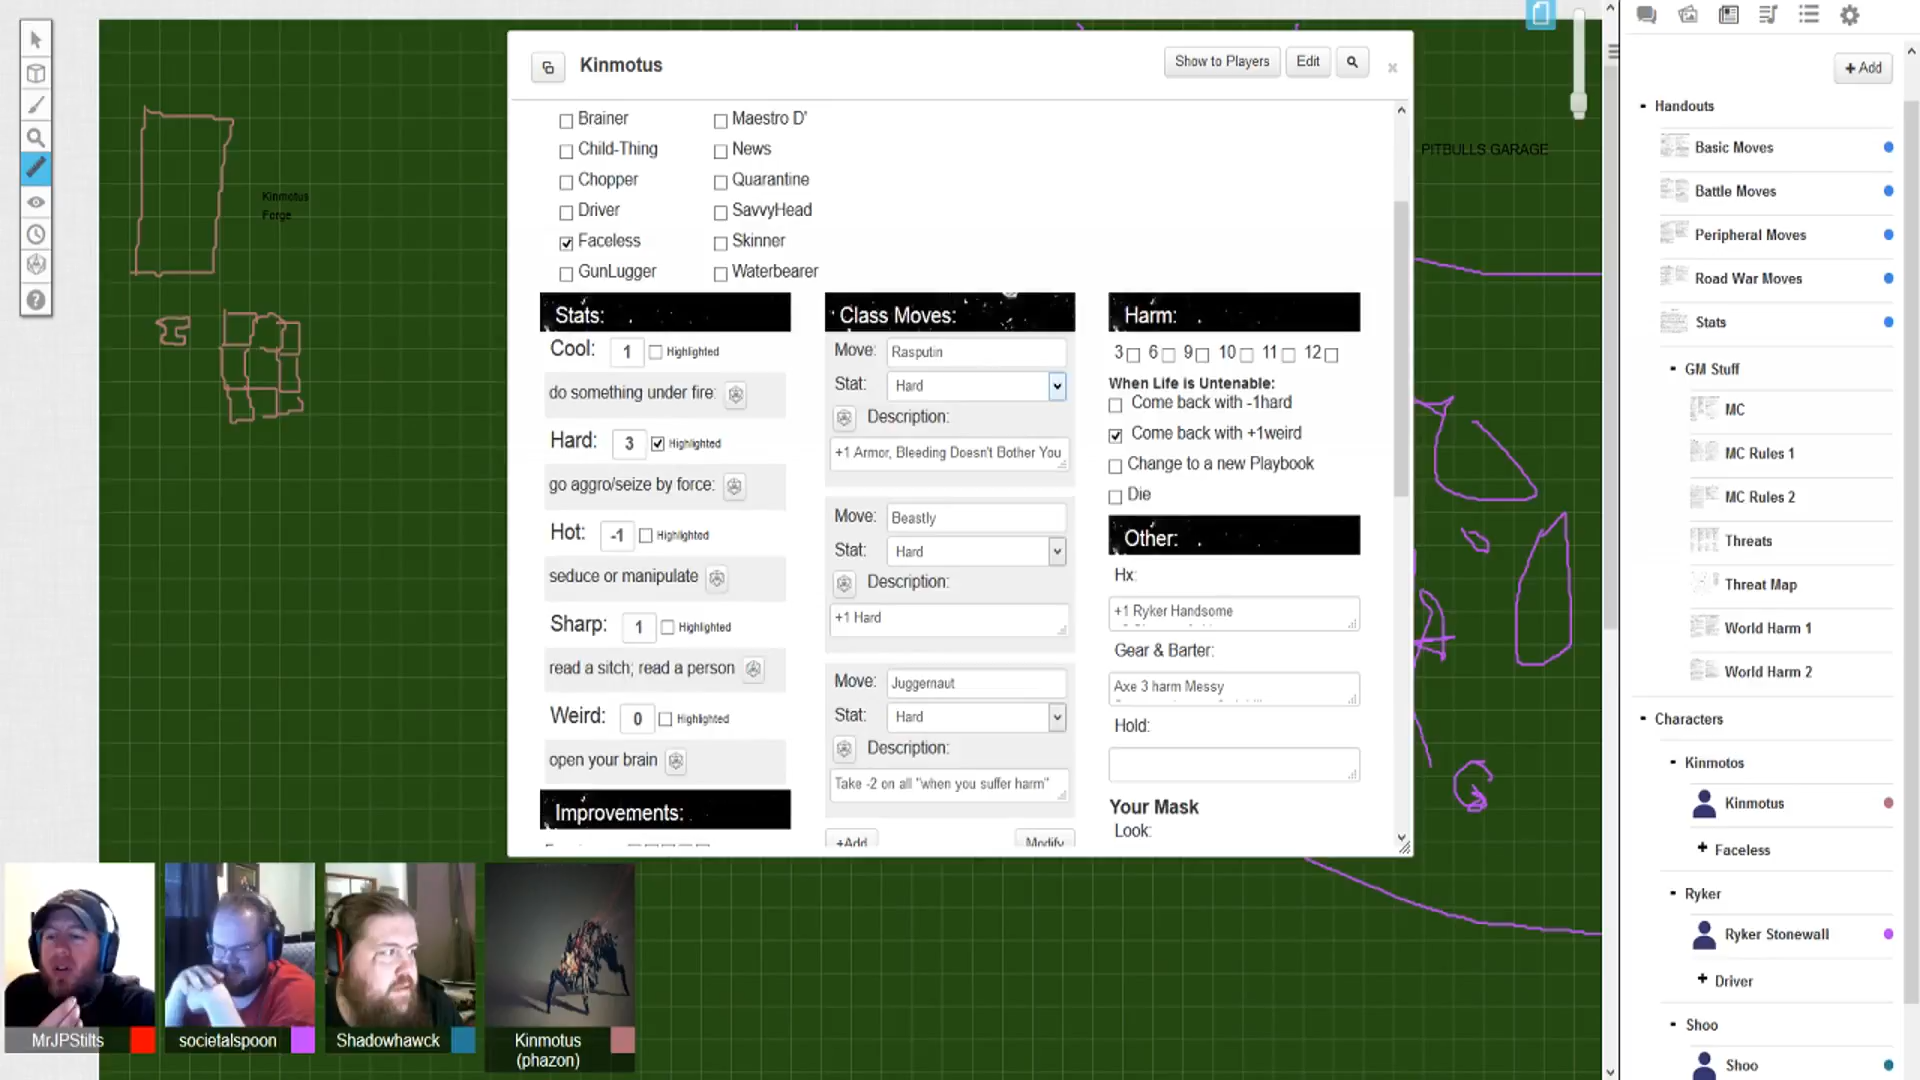 Kinmotus
Show to Players
Edit
Brainer
Child-Thing
Chopper
Driver
Faceless
GunLugger
Maestro D'
News
Quarantine
SavvyHead
Skinner
Waterbearer
Stats:
Cool: 1 Highlighted
do something under fire:
Hard: 3 Highlighted
go aggro/seize by force:
Hot: -1 Highlighted
seduce or manipulate
Sharp: 1 Highlighted
read a sitch; read a person
Weird: 0 Highlighted
open your brain
Improvements:
Class Moves:
Move: Rasputin
Stat: Hard
Description:
+1 Armor, Bleeding Doesn't Bother You
Move: Beastly
Stat: Hard
Description:
+1 Hard
Move: Juggernaut
Stat: Hard
Description:
Take -2 on all "when you suffer harm"
+Add
Modify
Harm:
3 6 9 10 11 12
When Life is Untenable:
Come back with -1hard
Come back with +1weird
Change to a new Playbook
Die
Other:
Hx:
+1 Ryker Handsome
Gear & Barter:
Axe 3 harm Messy
Hold:
Your Mask
Look:
Kinmotus
Forge
PITBULLS GARAGE
+ Add
Handouts
Basic Moves
Battle Moves
Peripheral Moves
Road War Moves
Stats
GM Stuff
MC
MC Rules 1
MC Rules 2
Threats
Threat Map
World Harm 1
World Harm 2
Characters
Kinmotos
Kinmotus
+ Faceless
Ryker
Ryker Stonewall
+ Driver
Shoo
Shoo
MrJPStilts
societalspoon
Shadowhawck
Kinmotus
(phazon)